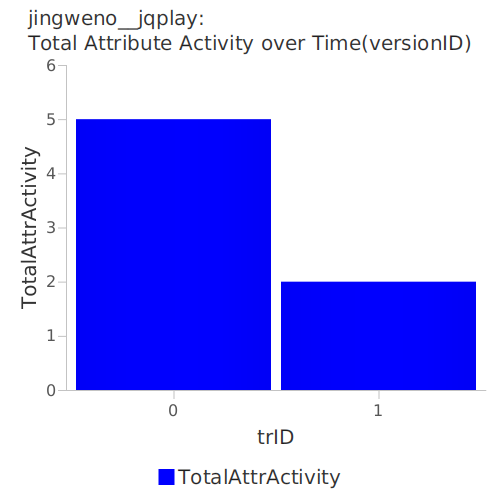 jingweno__jqplay:
Total Attribute Activity over Time(versionID)
6
5
4
3
2
1
0
TotalAttrActivity
0 1
trID
TotalAttrActivity